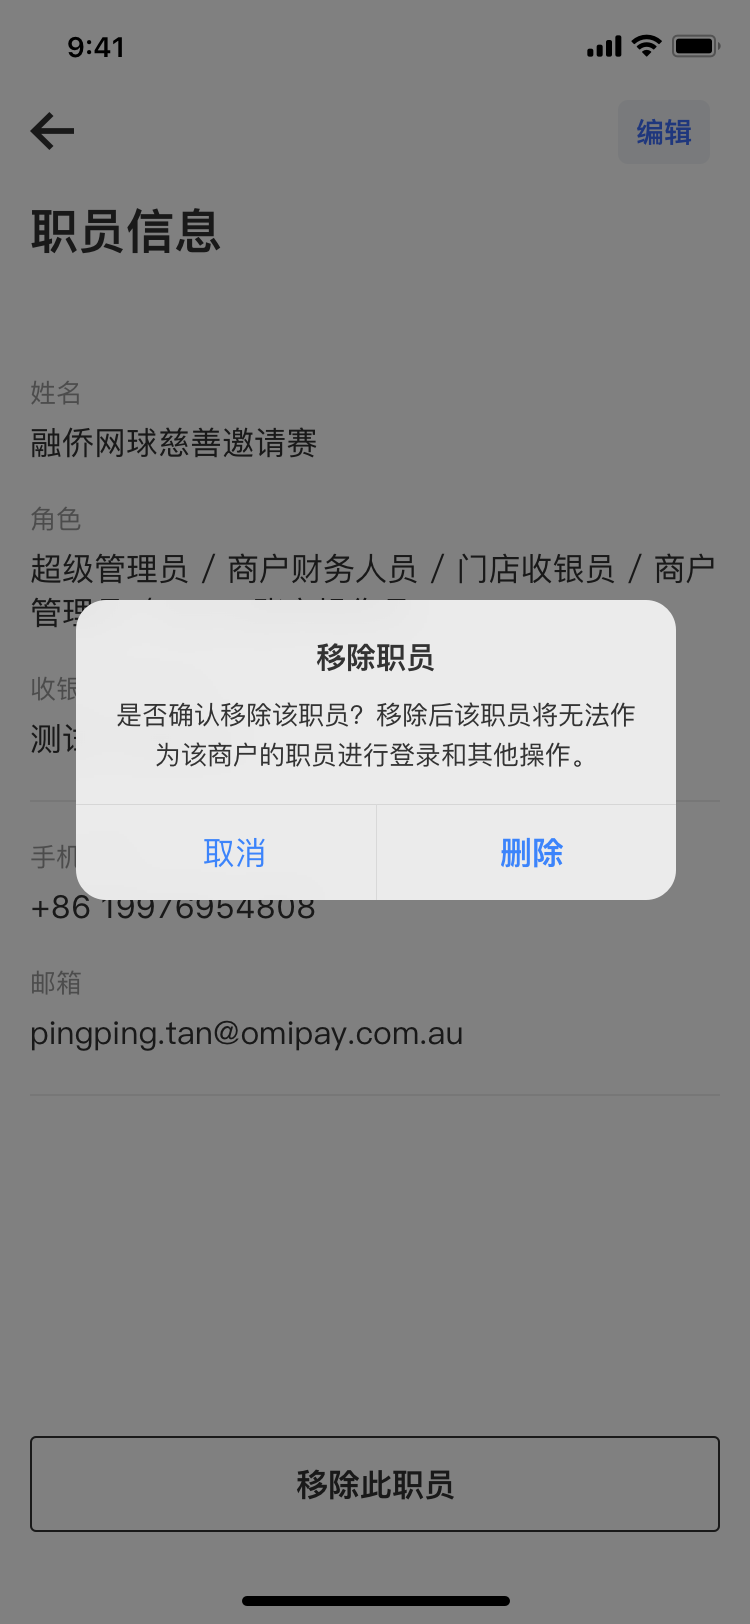 9:41
编辑
职员信息
姓名
融侨网球慈善邀请赛
角色
超级管理员 / 商户财务人员 / 门店收银员 / 商户
管理
移除职员
是否确认移除该职员？移除后该职员将无法作
为该商户的职员进行登录和其他操作。
收银
测试
取消
删除
手机
+86 19976954808
邮箱
pingping.tan@omipay.com.au
移除此职员